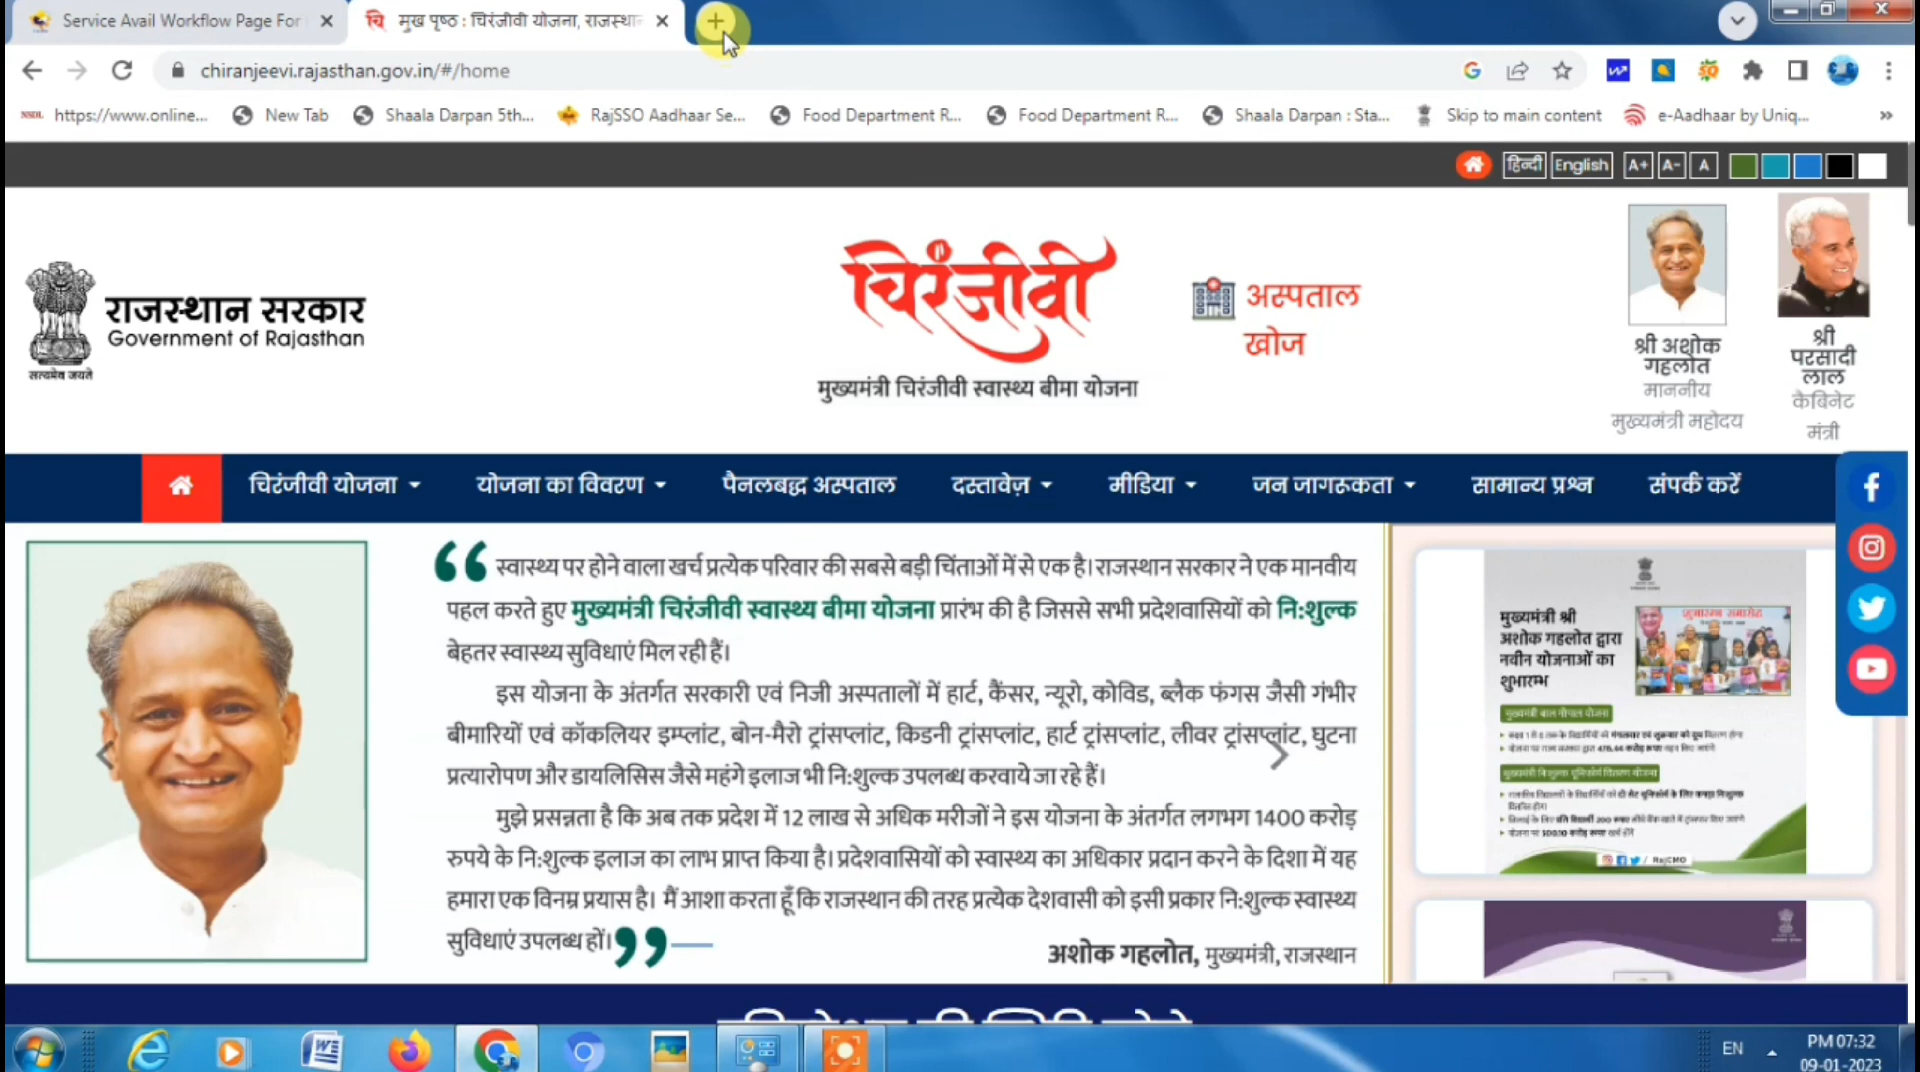 Service Avail Workflow Page For
मुख पृष्ठ : चिरंजीवी योजना, राजस्थान
chiranjeevi.rajasthan.gov.in/#/home
NSDL https://www.online... New Tab Shaala Darpan 5th... RajSSO Aadhaar Se... Food Department R... Food Department R... Shaala Darpan : Sta... Skip to main content e-Aadhaar by Uniq... »
हिन्दी English A+ A- A
राजस्थान सरकार
Government of Rajasthan
सत्यमेव जयते
चिरंजीवी
मुख्यमंत्री चिरंजीवी स्वास्थ्य बीमा योजना
अस्पताल
खोज
श्री अशोक
गहलोत
माननीय
मुख्यमंत्री महोदय
श्री
परसादी
लाल
कैबिनेट
मंत्री
चिरंजीवी योजना योजना का विवरण पैनलबद्ध अस्पताल दस्तावेज़ मीडिया जन जागरूकता सामान्य प्रश्न संपर्क करें
“ स्वास्थ्य पर होने वाला खर्च प्रत्येक परिवार की सबसे बड़ी चिंताओं में से एक है। राजस्थान सरकार ने एक मानवीय
पहल करते हुए मुख्यमंत्री चिरंजीवी स्वास्थ्य बीमा योजना प्रारंभ की है जिससे सभी प्रदेशवासियों को नि:शुल्क
बेहतर स्वास्थ्य सुविधाएं मिल रही हैं।
इस योजना के अंतर्गत सरकारी एवं निजी अस्पतालों में हार्ट, कैंसर, न्यूरो, कोविड, ब्लैक फंगस जैसी गंभीर
बीमारियों एवं कॉकलियर इम्प्लांट, बोन-मैरो ट्रांसप्लांट, किडनी ट्रांसप्लांट, हार्ट ट्रांसप्लांट, लीवर ट्रांसप्लांट, घुटना
प्रत्यारोपण और डायलिसिस जैसे महंगे इलाज भी नि:शुल्क उपलब्ध करवाये जा रहे हैं।
मुझे प्रसन्नता है कि अब तक प्रदेश में 12 लाख से अधिक मरीजों ने इस योजना के अंतर्गत लगभग 1400 करोड़
रुपये के नि:शुल्क इलाज का लाभ प्राप्त किया है। प्रदेशवासियों को स्वास्थ्य का अधिकार प्रदान करने के दिशा में यह
हमारा एक विनम्र प्रयास है। मैं आशा करता हूँ कि राजस्थान की तरह प्रत्येक देशवासी को इसी प्रकार नि:शुल्क स्वास्थ्य
सुविधाएं उपलब्ध हों। ”
अशोक गहलोत, मुख्यमंत्री, राजस्थान
मुख्यमंत्री श्री
अशोक गहलोत द्वारा
नवीन योजनाओं का
शुभारम्भ
शुभारम्भ समारोह
मुख्यमंत्री बाल गोपाल योजना
मुख्यमंत्री नि:शुल्क यूनिफॉर्म वितरण योजना
/ RajCMO
EN
PM 07:32
09-01-2023